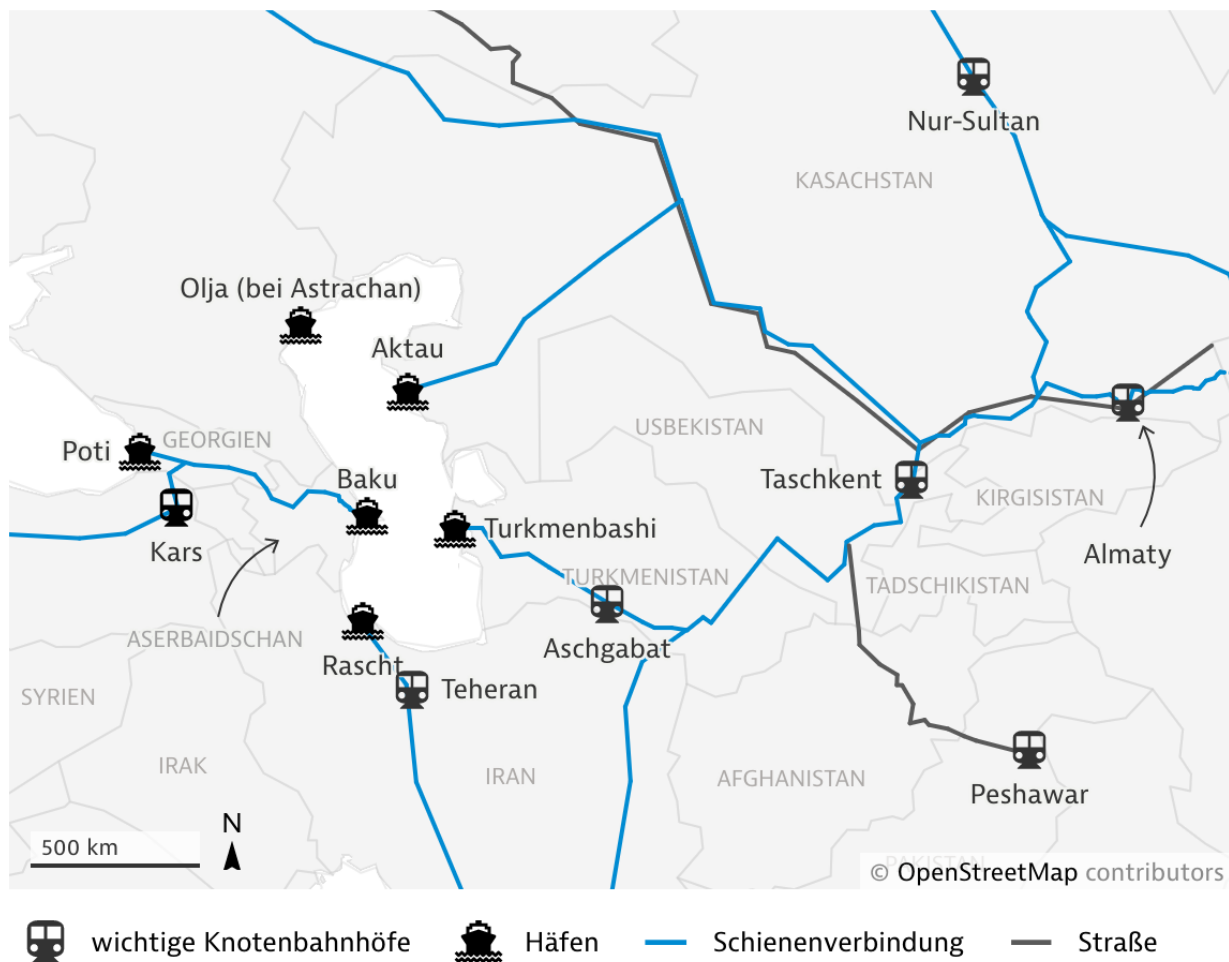 Nur-Sultan
KASACHSTAN
Olja (bei Astrachan)
Aktau
USBEKISTAN
GEORGIEN
Poti
Baku
Taschkent
KIRGISISTAN
Turkmenbashi
Kars
Almaty
TURKMENISTAN
TADSCHIKISTAN
ASERBAIDSCHAN
Aschgabat
Rascht
Teheran
SYRIEN
IRAK
IRAN
AFGHANISTAN
Peshawar
N
500 km
PAKISTAN
© OpenStreetMap contributors
wichtige Knotenbahnhöfe
Häfen
Schienenverbindung
Straße